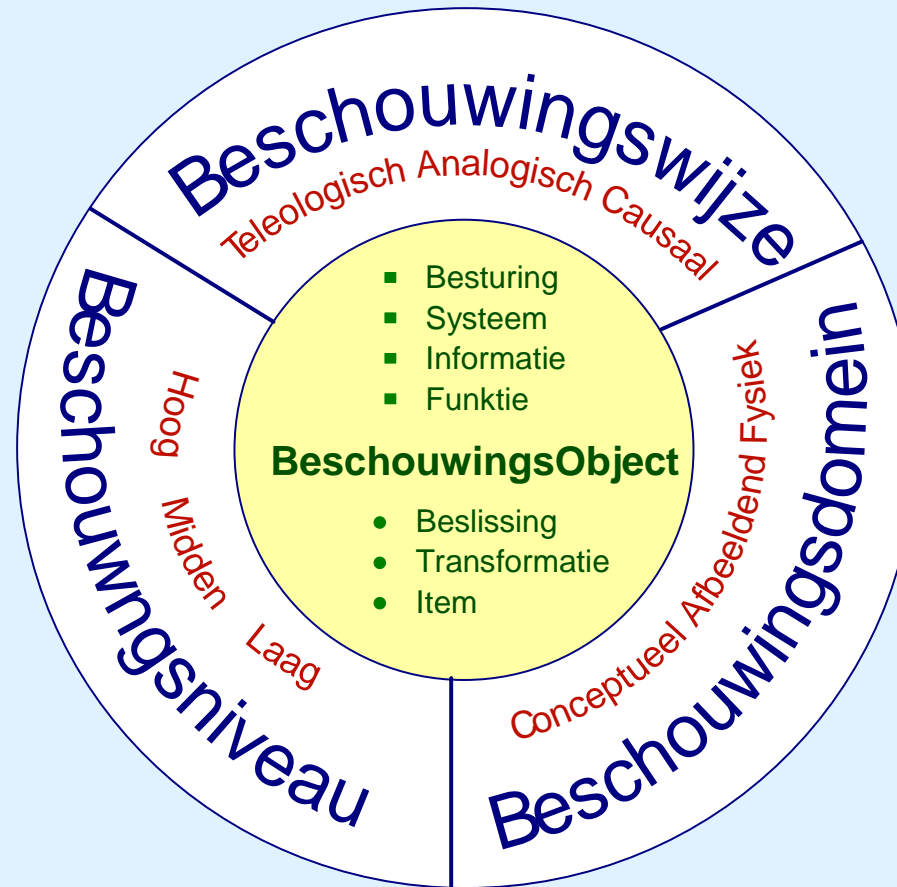 Beschouwingswijze
Teleologisch Analogisch Causaal
Beschouwngsniveau
Hoog Midden Laag
▪ Besturing
▪ Systeem
▪ Informatie
▪ Funktie
BeschouwingsObject
• Beslissing
• Transformatie
• Item
Conceptueel Afbeeldend Fysiek
Beschouwingsdomein